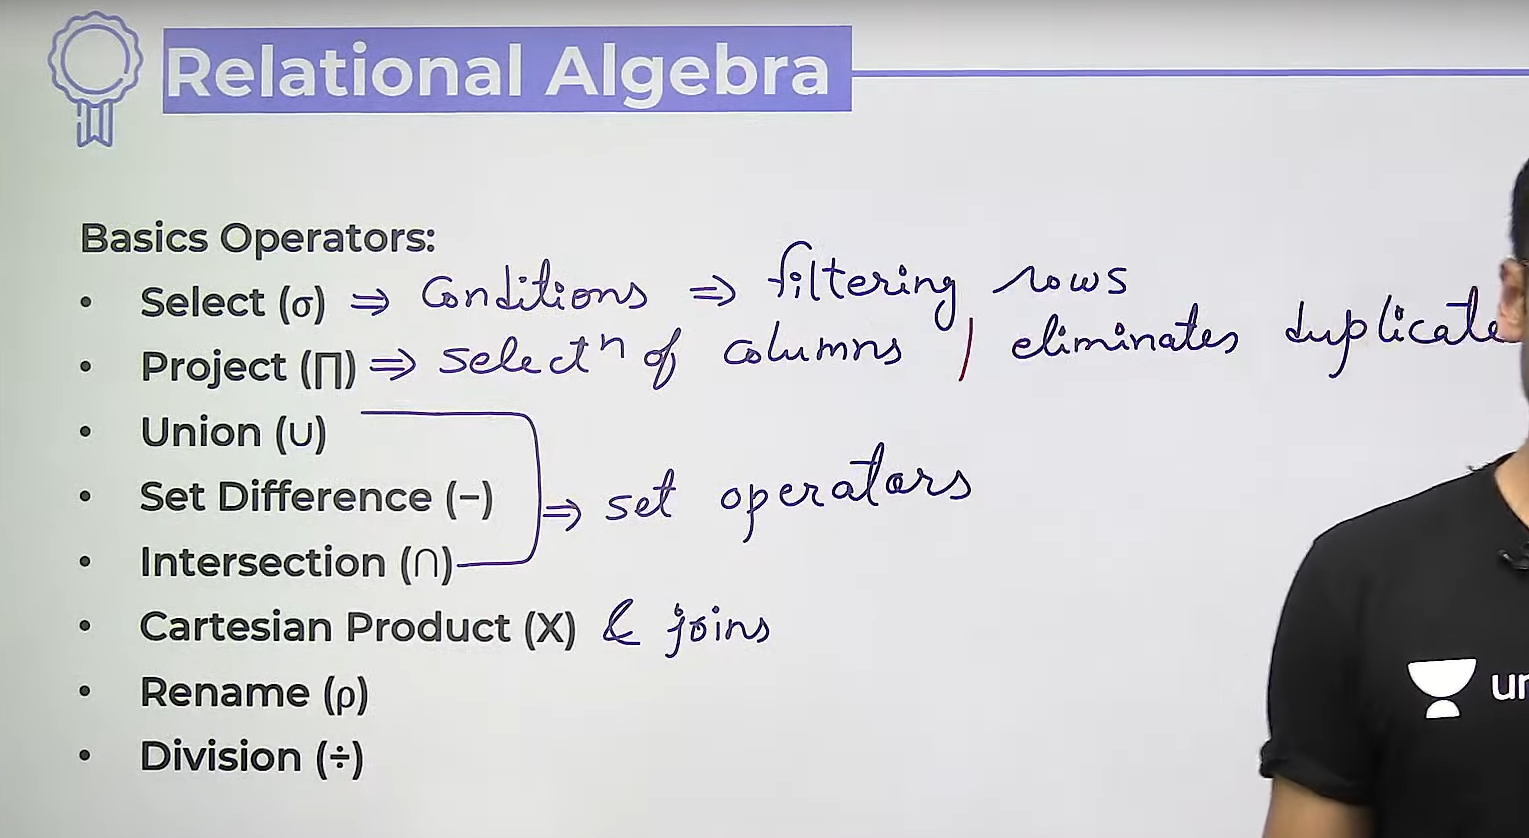 Relational Algebra
Basics Operators:
• Select (σ) ⇒ Conditions ⇒ filtering rows
• Project (∏) ⇒ selectⁿ of columns / eliminates duplicate
• Union (∪)
• Set Difference (−) ⇒ set operators
• Intersection (∩)
• Cartesian Product (X) & joins
• Rename (ρ)
• Division (÷)
un